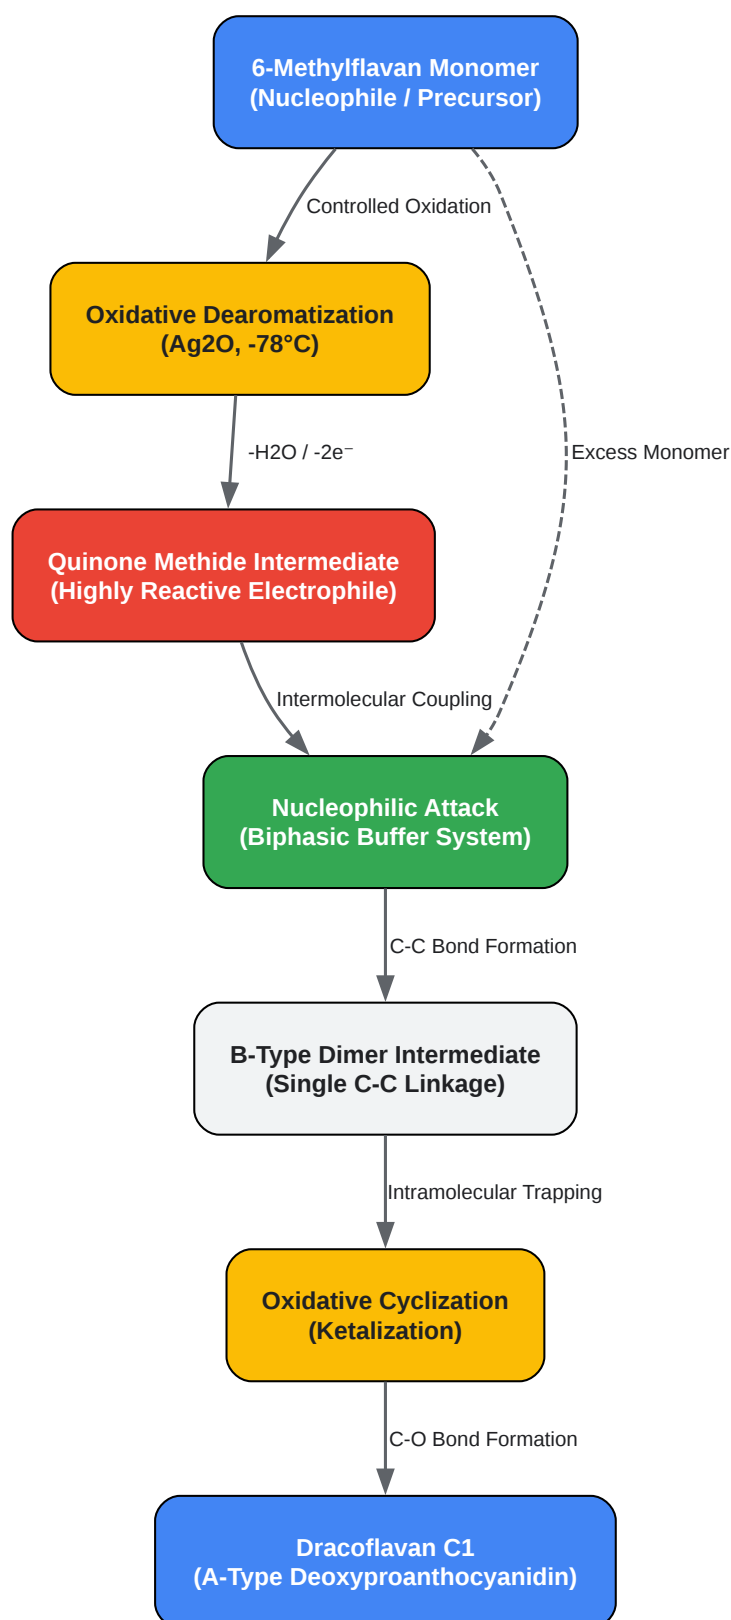 6-Methylflavan Monomer
(Nucleophile / Precursor)
Controlled Oxidation
Oxidative Dearomatization
(Ag2O, -78°C)
-H2O / -2e⁻
Excess Monomer
Quinone Methide Intermediate
(Highly Reactive Electrophile)
Intermolecular Coupling
Nucleophilic Attack
(Biphasic Buffer System)
C-C Bond Formation
B-Type Dimer Intermediate
(Single C-C Linkage)
Intramolecular Trapping
Oxidative Cyclization
(Ketalization)
C-O Bond Formation
Dracoflavan C1
(A-Type Deoxyproanthocyanidin)